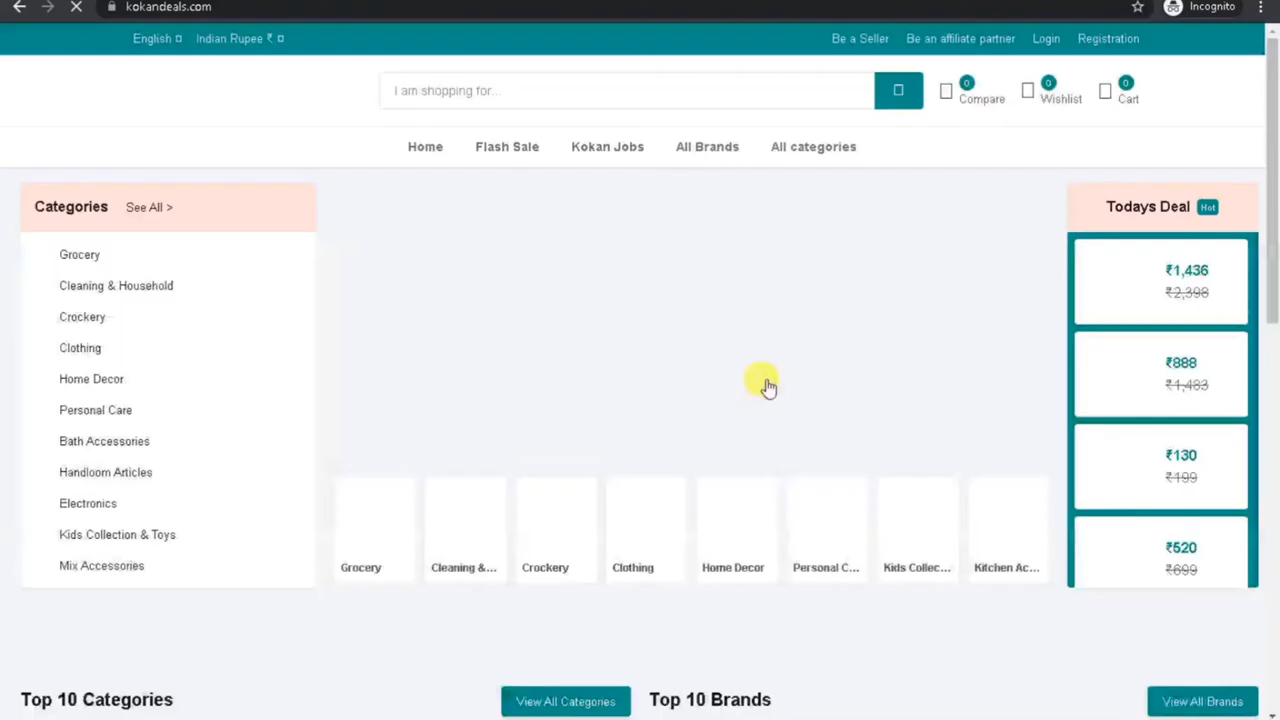 kokandeals.com
Incognito
English
Indian Rupee ₹
Be a Seller
Be an affiliate partner
Login
Registration
I am shopping for...
0
Compare
0
Wishlist
0
Cart
Home
Flash Sale
Kokan Jobs
All Brands
All categories
Categories
See All >
Todays Deal
Hot
Grocery
Cleaning & Household
Crockery
Clothing
Home Decor
Personal Care
Bath Accessories
Handloom Articles
Electronics
Kids Collection & Toys
Mix Accessories
₹1,436
₹2,398
₹888
₹1,483
₹130
₹199
₹520
₹699
Grocery
Cleaning &...
Crockery
Clothing
Home Decor
Personal C...
Kids Collec...
Kitchen Ac...
Top 10 Categories
View All Categories
Top 10 Brands
View All Brands